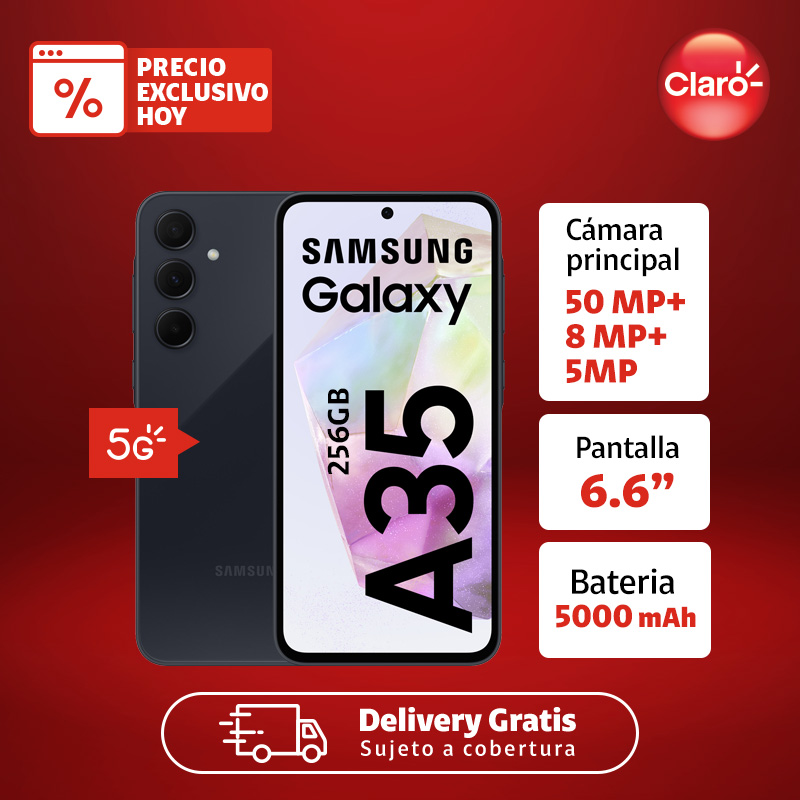 %
PRECIO
EXCLUSIVO
HOY
Claro
SAMSUNG
Galaxy
256GB
A35
5G
SAMSUN
Cámara
principal
50 MP+
8 MP+
5MP
Pantalla
6.6”
Bateria
5000 mAh
Delivery Gratis
Sujeto a cobertura